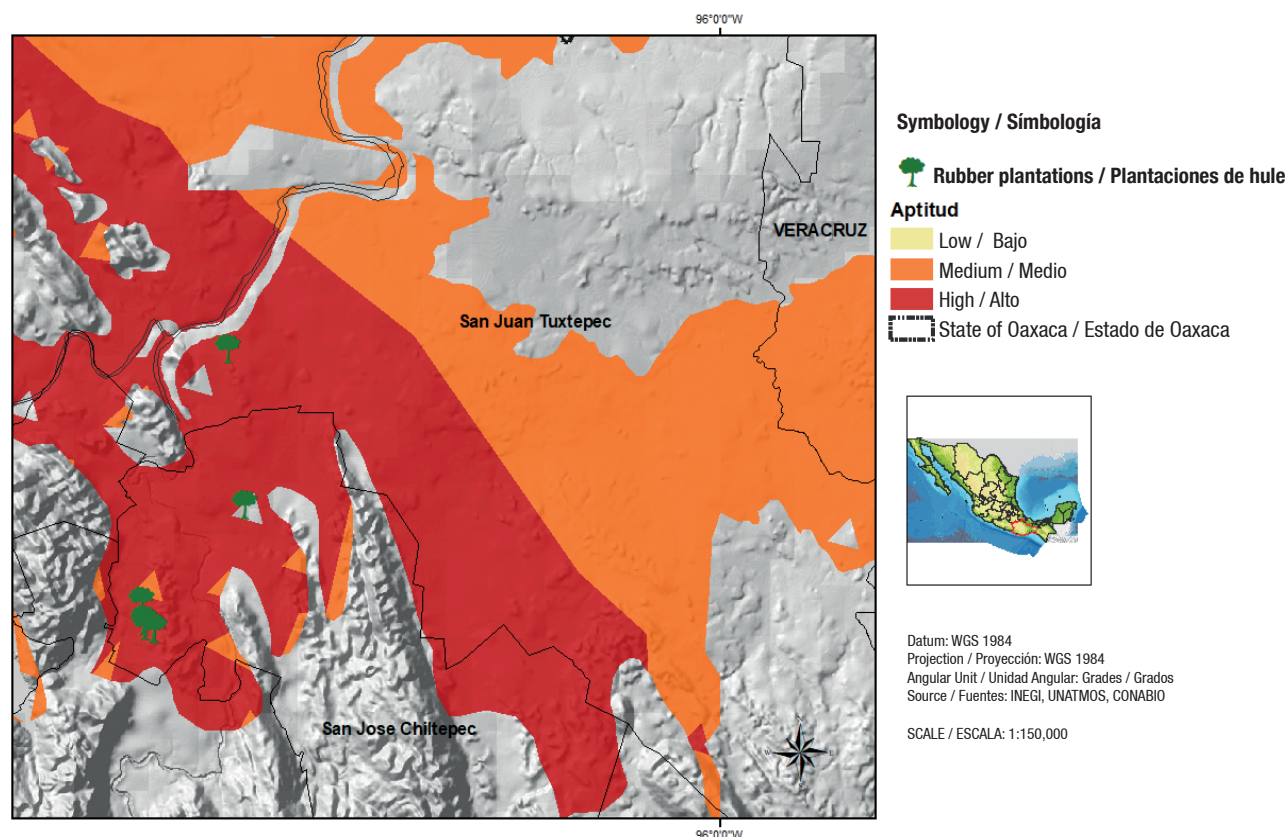 96°0'0"W
Symbology / Símbología
Rubber plantations / Plantaciones de hule
Aptitud
Low / Bajo
Medium / Medio
High / Alto
State of Oaxaca / Estado de Oaxaca
VERACRUZ
San Juan Tuxtepec
San Jose Chiltepec
Datum: WGS 1984
Projection / Proyección: WGS 1984
Angular Unit / Unidad Angular: Grades / Grados
Source / Fuentes: INEGI, UNATMOS, CONABIO
SCALE / ESCALA: 1:150,000
96°0'0"W